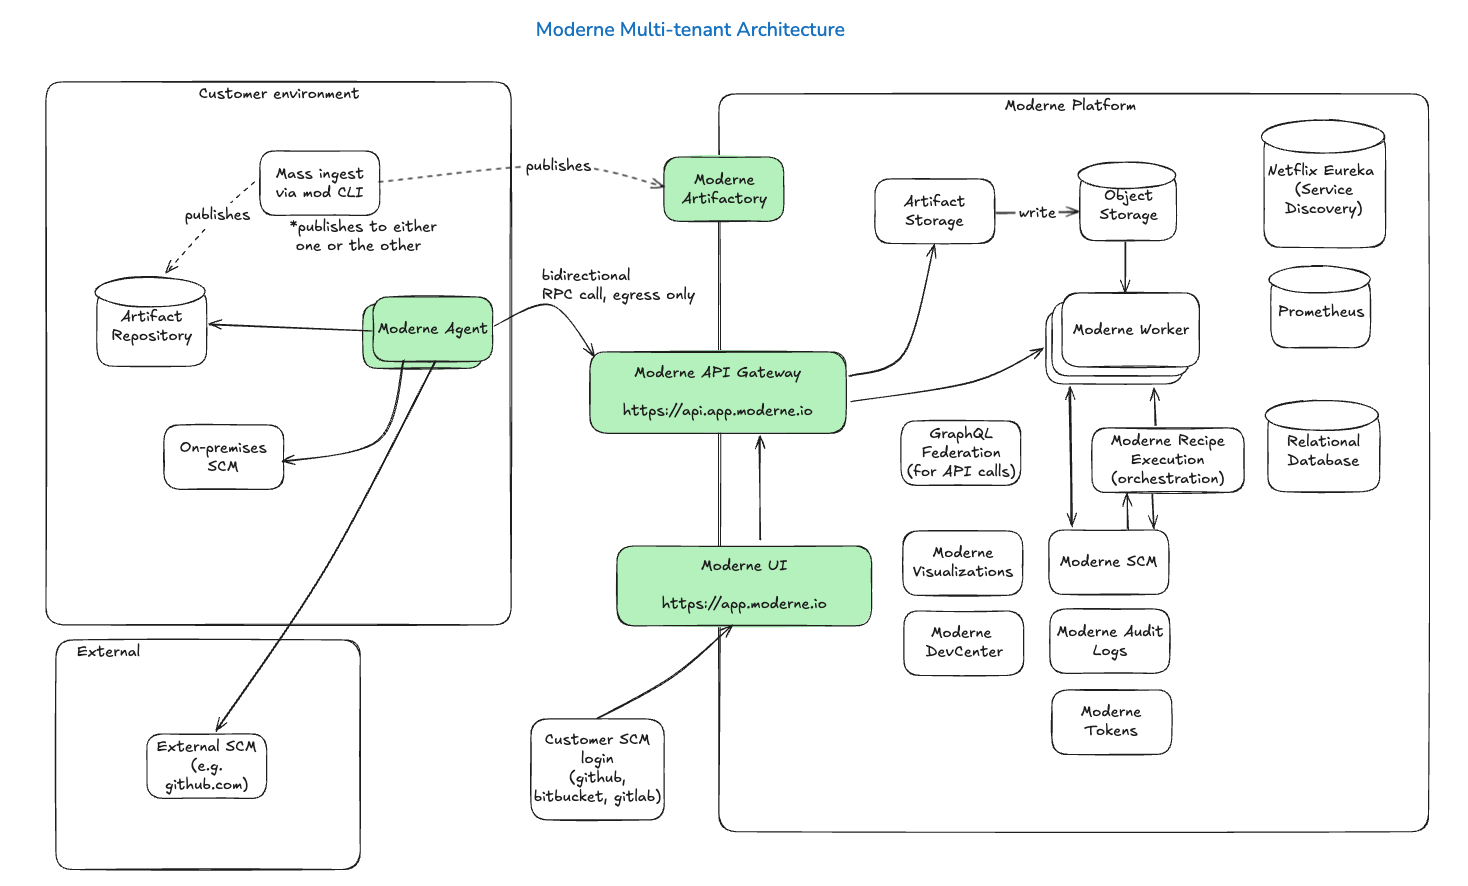 Moderne Multi-tenant Architecture
Customer environment
Mass ingest
via mod CLI
publishes
*publishes to either
one or the other
publishes
Artifact
Repository
Moderne Agent
On-premises
SCM
bidirectional
RPC call, egress only
External
External SCM
(e.g.
github.com)
Customer SCM
login
(github,
bitbucket, gitlab)
Moderne
Artifactory
Moderne API Gateway
https://api.app.moderne.io
Moderne UI
https://app.moderne.io
Moderne Platform
Artifact
Storage
write
Object
Storage
Moderne Worker
GraphQL
Federation
(for API calls)
Moderne Recipe
Execution
(orchestration)
Moderne
Visualizations
Moderne SCM
Moderne
DevCenter
Moderne Audit
Logs
Moderne
Tokens
Netflix Eureka
(Service
Discovery)
Prometheus
Relational
Database